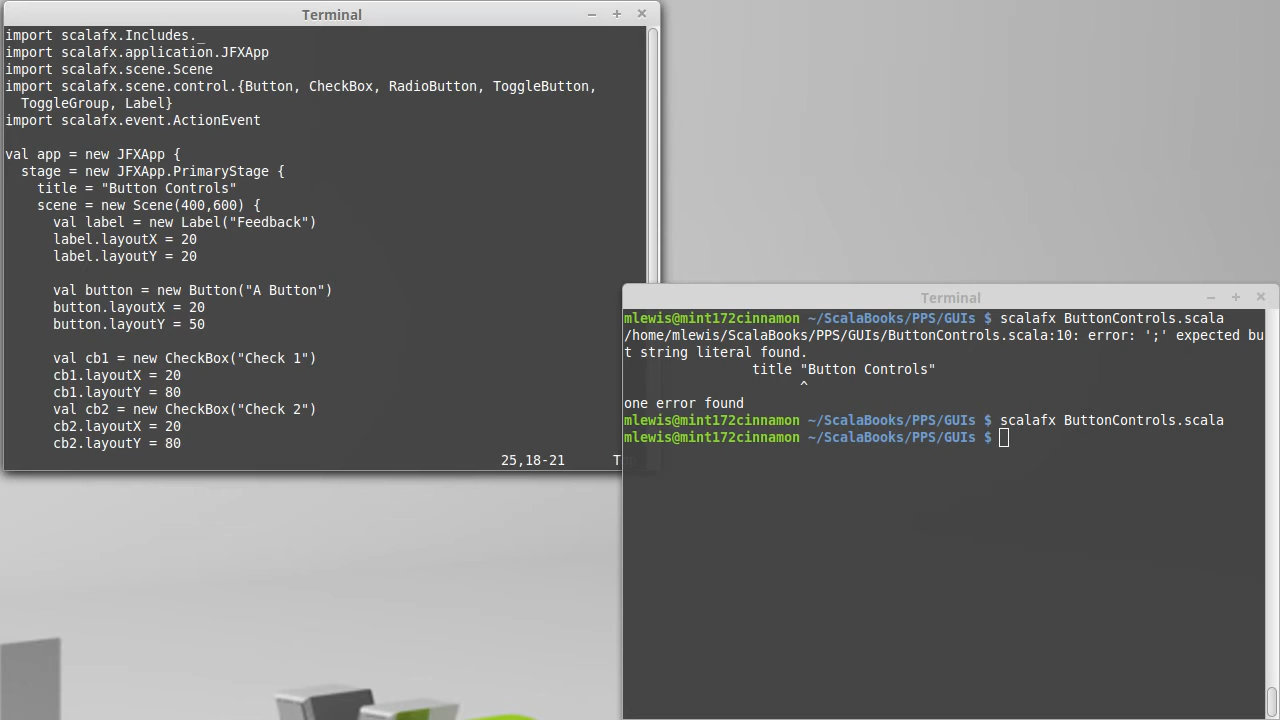 Terminal
import scalafx.Includes._
import scalafx.application.JFXApp
import scalafx.scene.Scene
import scalafx.scene.control.{Button, CheckBox, RadioButton, ToggleButton,
  ToggleGroup, Label}
import scalafx.event.ActionEvent

val app = new JFXApp {
  stage = new JFXApp.PrimaryStage {
    title = "Button Controls"
    scene = new Scene(400,600) {
      val label = new Label("Feedback")
      label.layoutX = 20
      label.layoutY = 20

      val button = new Button("A Button")
      button.layoutX = 20
      button.layoutY = 50

      val cb1 = new CheckBox("Check 1")
      cb1.layoutX = 20
      cb1.layoutY = 80
      val cb2 = new CheckBox("Check 2")
      cb2.layoutX = 20
      cb2.layoutY = 80
25,18-21
Terminal
mlewis@mint172cinnamon ~/ScalaBooks/PPS/GUIs $ scalafx ButtonControls.scala
/home/mlewis/ScalaBooks/PPS/GUIs/ButtonControls.scala:10: error: ';' expected bu
t string literal found.
                title "Button Controls"
                      ^
one error found
mlewis@mint172cinnamon ~/ScalaBooks/PPS/GUIs $ scalafx ButtonControls.scala
mlewis@mint172cinnamon ~/ScalaBooks/PPS/GUIs $